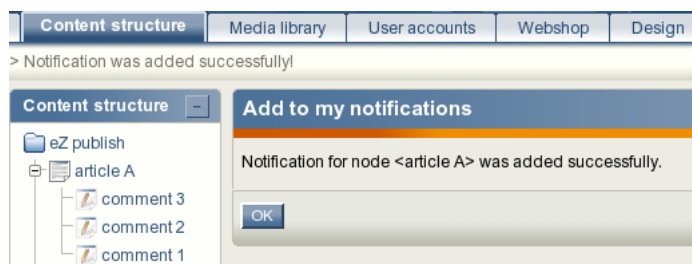 Content structure
Media library
User accounts
Webshop
Design
> Notification was added successfully!
Content structure
-
Add to my notifications
eZ publish
article A
comment 3
comment 2
comment 1
Notification for node <article A> was added successfully.
OK